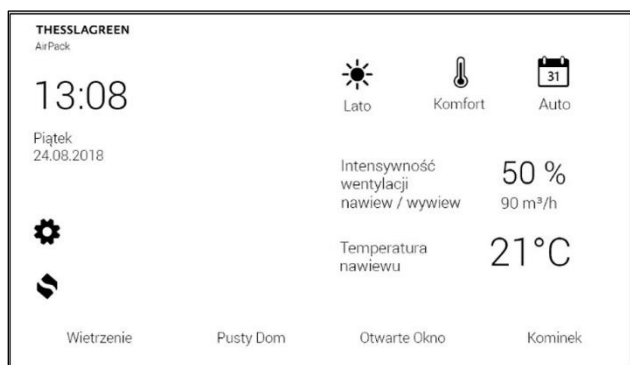 THESSLAGREEN
AirPack
13:08
Piątek
24.08.2018
31
Lato
Komfort
Auto
Intensywność
wentylacji
nawiew / wywiew
50 %
90 m³/h
Temperatura
nawiewu
21°C
Wietrzenie
Pusty Dom
Otwarte Okno
Kominek